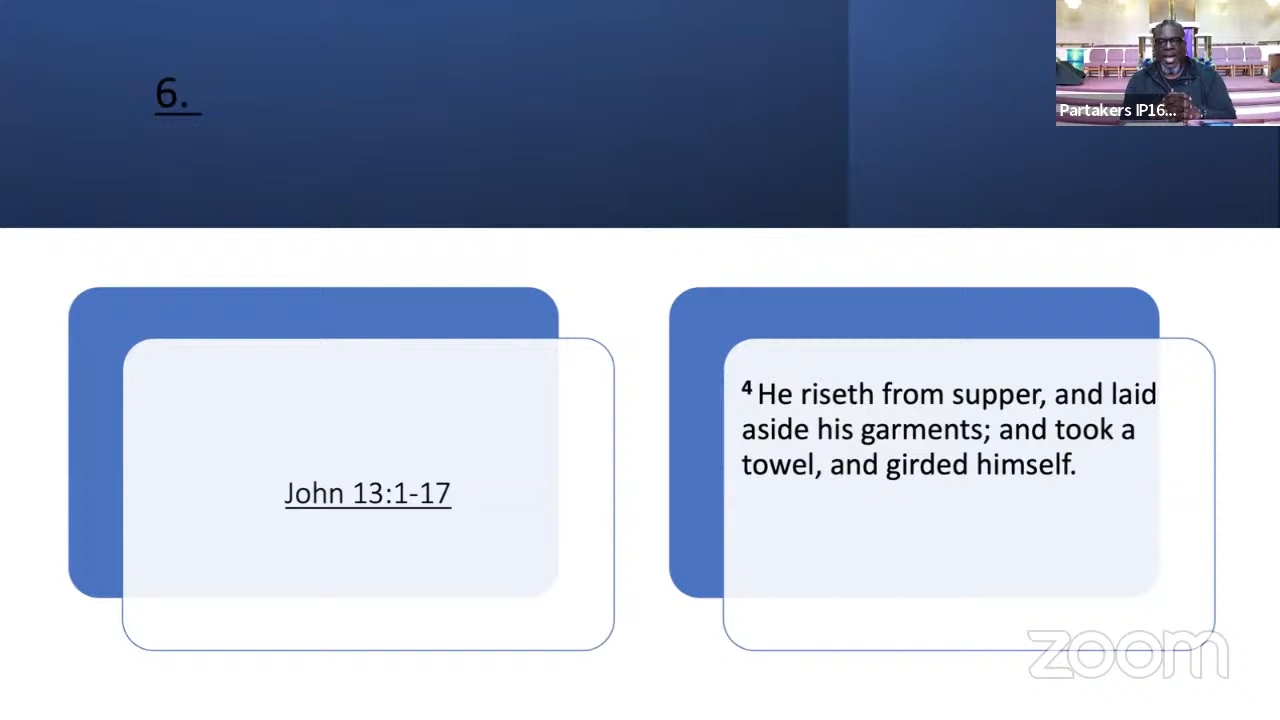 6.
Partakers IP16...
John 13:1-17
4 He riseth from supper, and laid
aside his garments; and took a
towel, and girded himself.
zoom